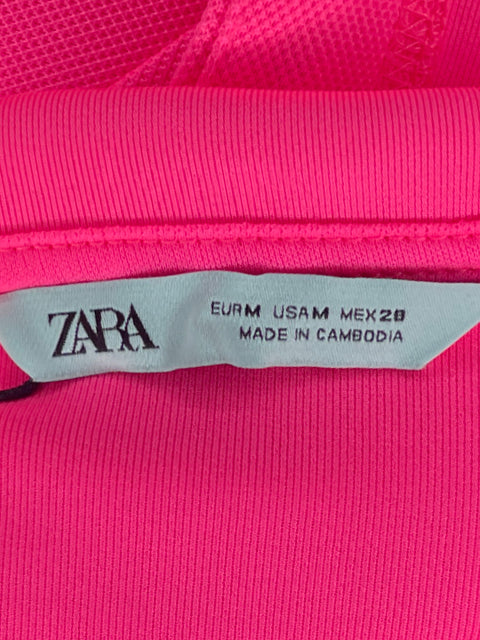 ZARA
EUR M USA M MEX 28
MADE IN CAMBODIA